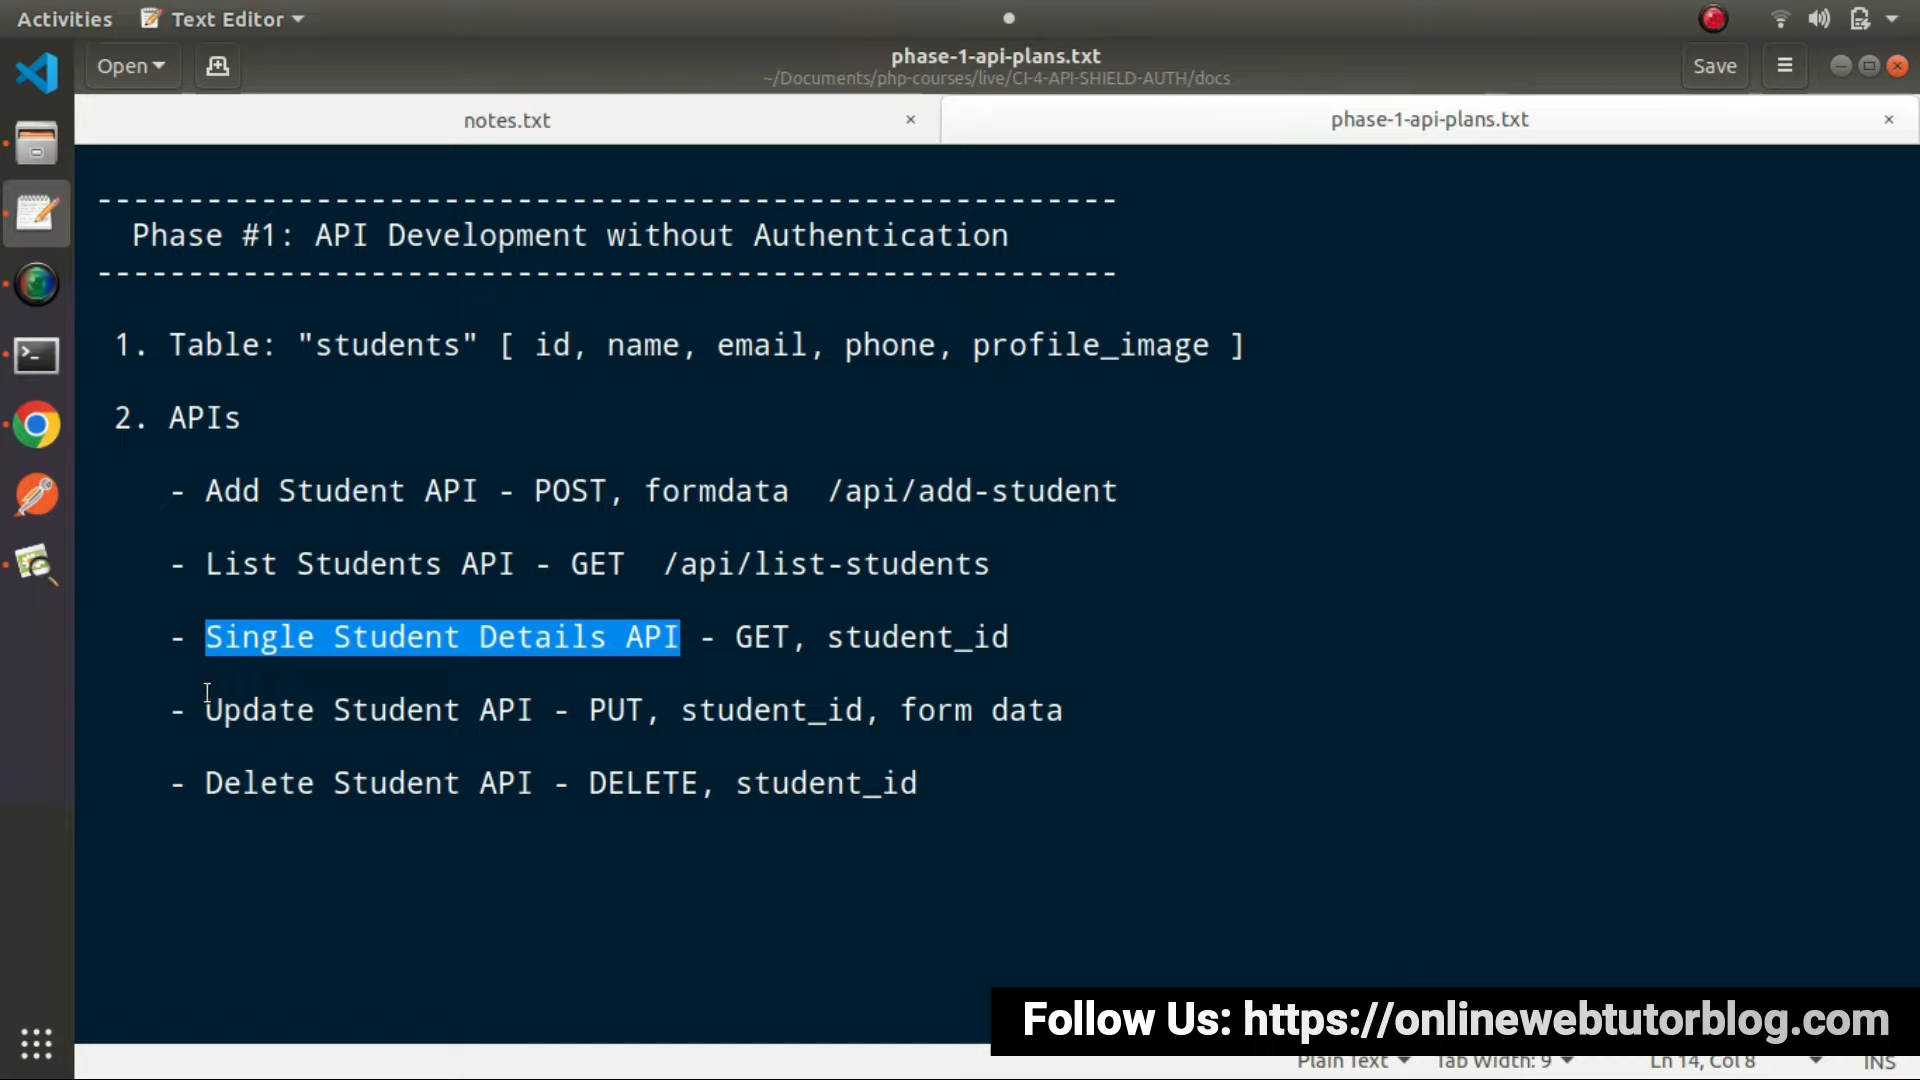 Activities Text Editor
Open phase-1-api-plans.txt Save
~/Documents/php-courses/live/CI-4-API-SHIELD-AUTH/docs
notes.txt × phase-1-api-plans.txt ×
--------------------------------------------------------
Phase #1: API Development without Authentication
--------------------------------------------------------
1. Table: "students" [ id, name, email, phone, profile_image ]
2. APIs
- Add Student API - POST, formdata /api/add-student
- List Students API - GET /api/list-students
- Single Student Details API - GET, student_id
- Update Student API - PUT, student_id, form data
- Delete Student API - DELETE, student_id
Follow Us: https://onlinewebtutorblog.com
Plain Text Tab Width: 9 Ln 14, Col 8 INS